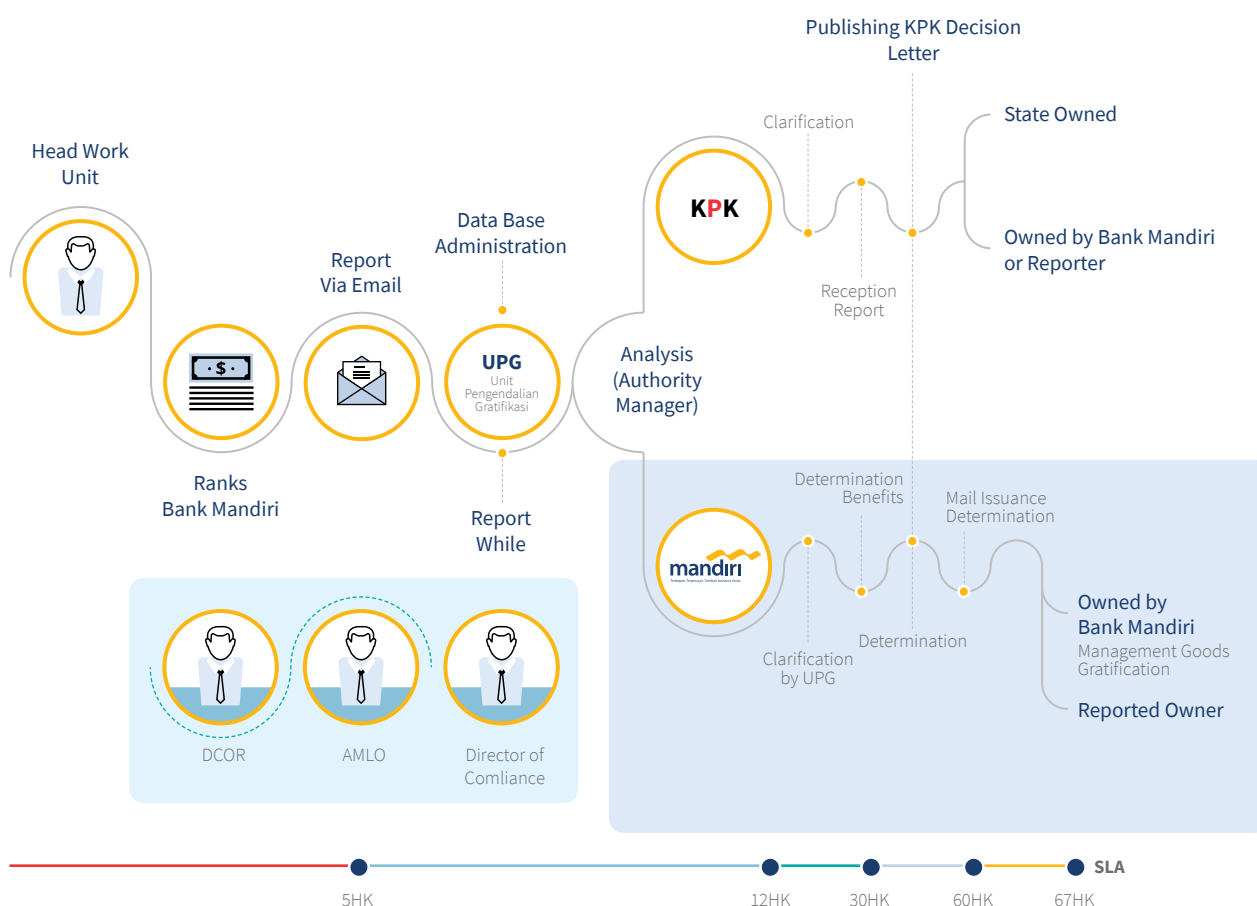 Publishing KPK Decision
Letter
Clarification
State Owned
Head Work
Unit
KPK
Data Base
Administration
Owned by Bank Mandiri
or Reporter
Report
Via Email
Reception
Report
$
UPG
Unit
Pengendalian
Gratifikasi
Analysis
(Authority
Manager)
Ranks
Bank Mandiri
Report
While
Determination
Benefits
Mail Issuance
Determination
mandiri
Clarification
by UPG
Determination
Owned by
Bank Mandiri
Management Goods
Gratification
Reported Owner
DCOR
AMLO
Director of
Comliance
SLA
5HK
12HK
30HK
60HK
67HK